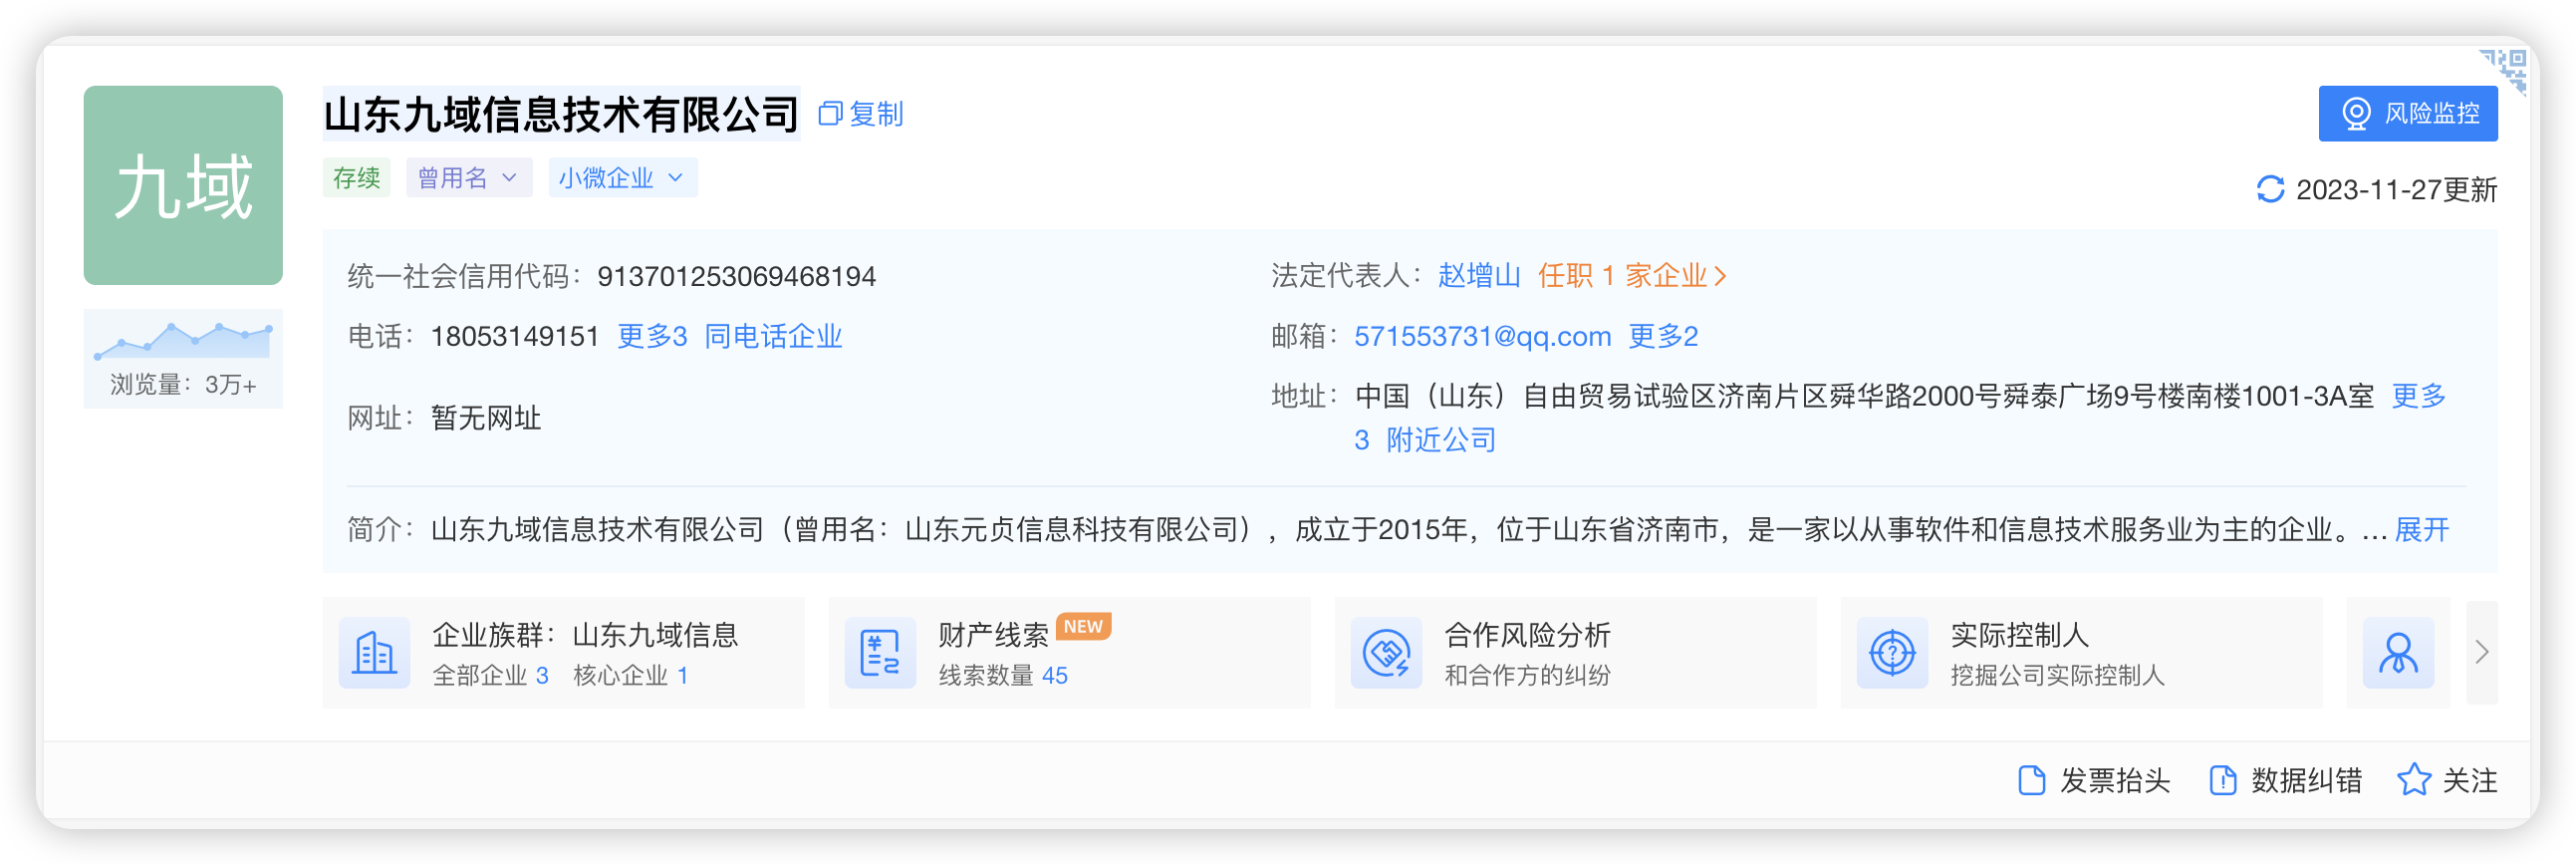 九域
山东九域信息技术有限公司 复制
风险监控
存续 曾用名 小微企业
2023-11-27更新
浏览量：3万+
统一社会信用代码：913701253069468194
法定代表人：赵增山 任职 1 家企业
电话：18053149151 更多3 同电话企业
邮箱：571553731@qq.com 更多2
网址：暂无网址
地址：中国（山东）自由贸易试验区济南片区舜华路2000号舜泰广场9号楼南楼1001-3A室 更多
3 附近公司
简介：山东九域信息技术有限公司（曾用名：山东元贞信息科技有限公司），成立于2015年，位于山东省济南市，是一家以从事软件和信息技术服务业为主的企业。... 展开
企业族群：山东九域信息
全部企业 3 核心企业 1
财产线索 NEW
线索数量 45
合作风险分析
和合作方的纠纷
实际控制人
挖掘公司实际控制人
发票抬头 数据纠错 关注